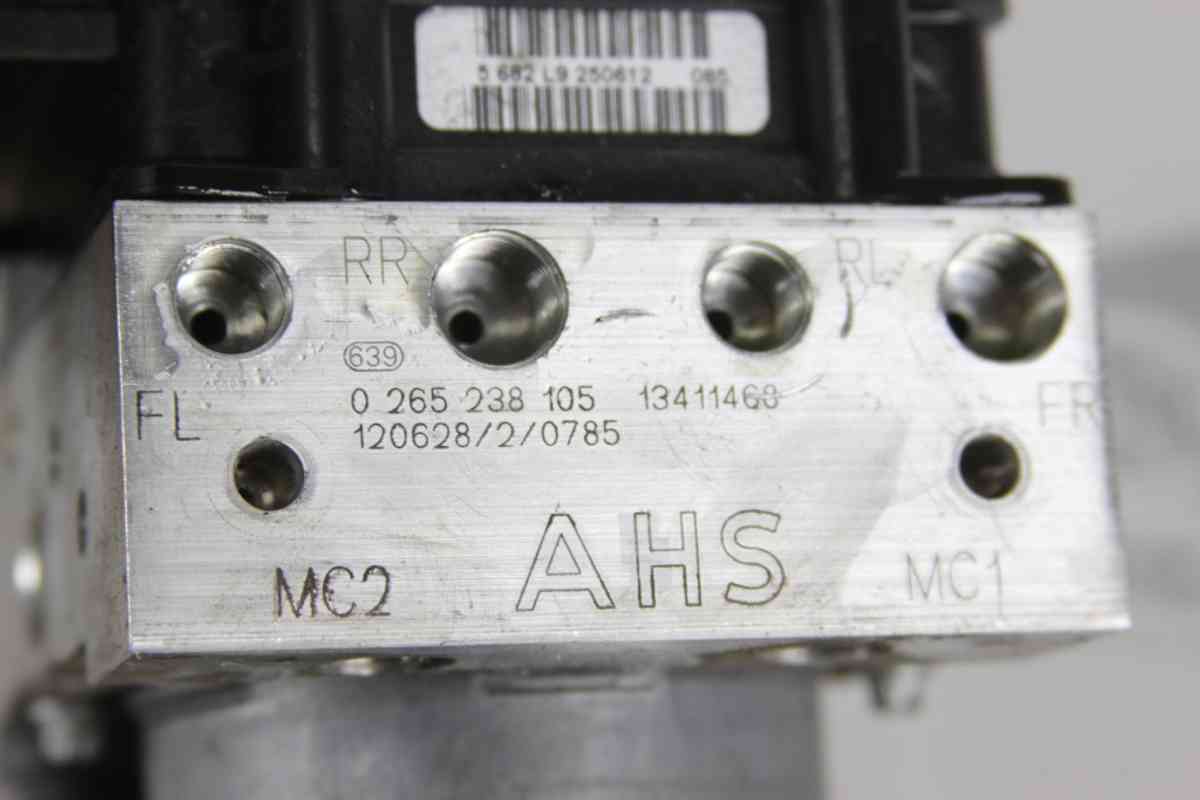 5 682 L9 250612 085
RR RL
639
FL 0 265 238 105 13411468 FR
120628/2/0785
AHS
MC2 MC1